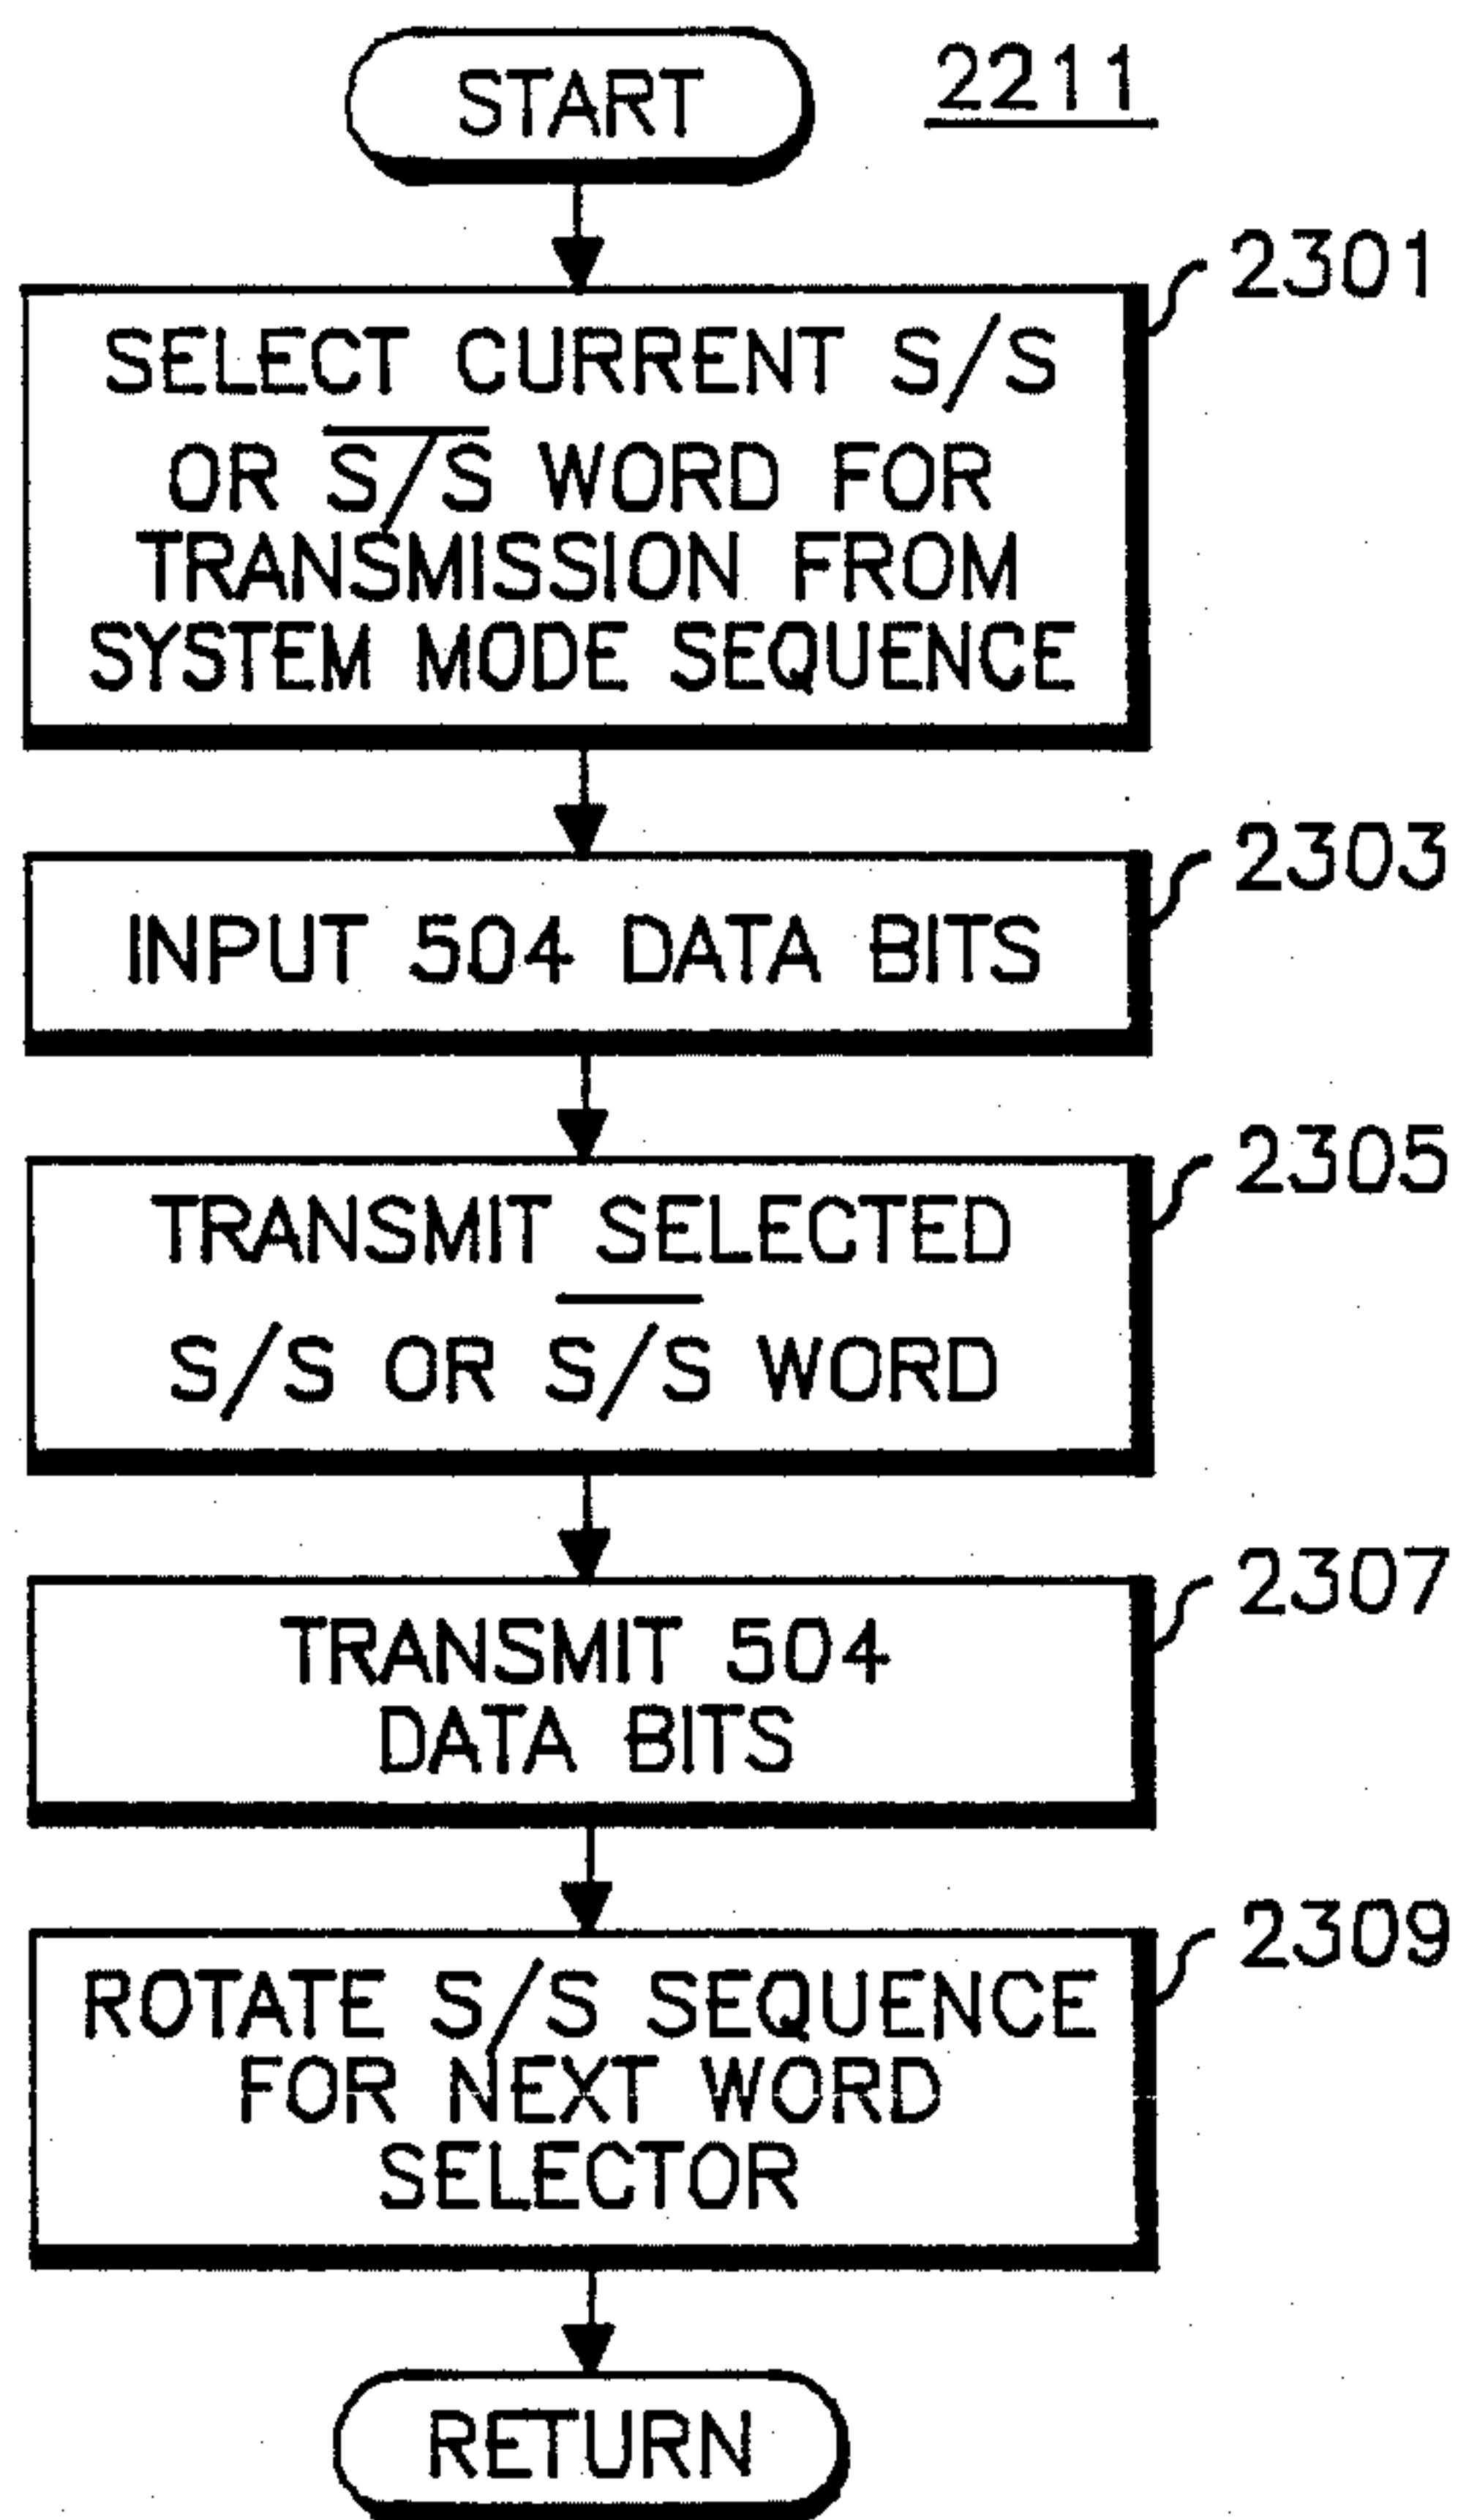 START
2211
2301
SELECT CURRENT S/S
OR S̅/̅S̅ WORD FOR
TRANSMISSION FROM
SYSTEM MODE SEQUENCE
2303
INPUT 504 DATA BITS
2305
TRANSMIT SELECTED
S/S OR S̅/̅S̅ WORD
2307
TRANSMIT 504
DATA BITS
2309
ROTATE S/S SEQUENCE
FOR NEXT WORD
SELECTOR
RETURN